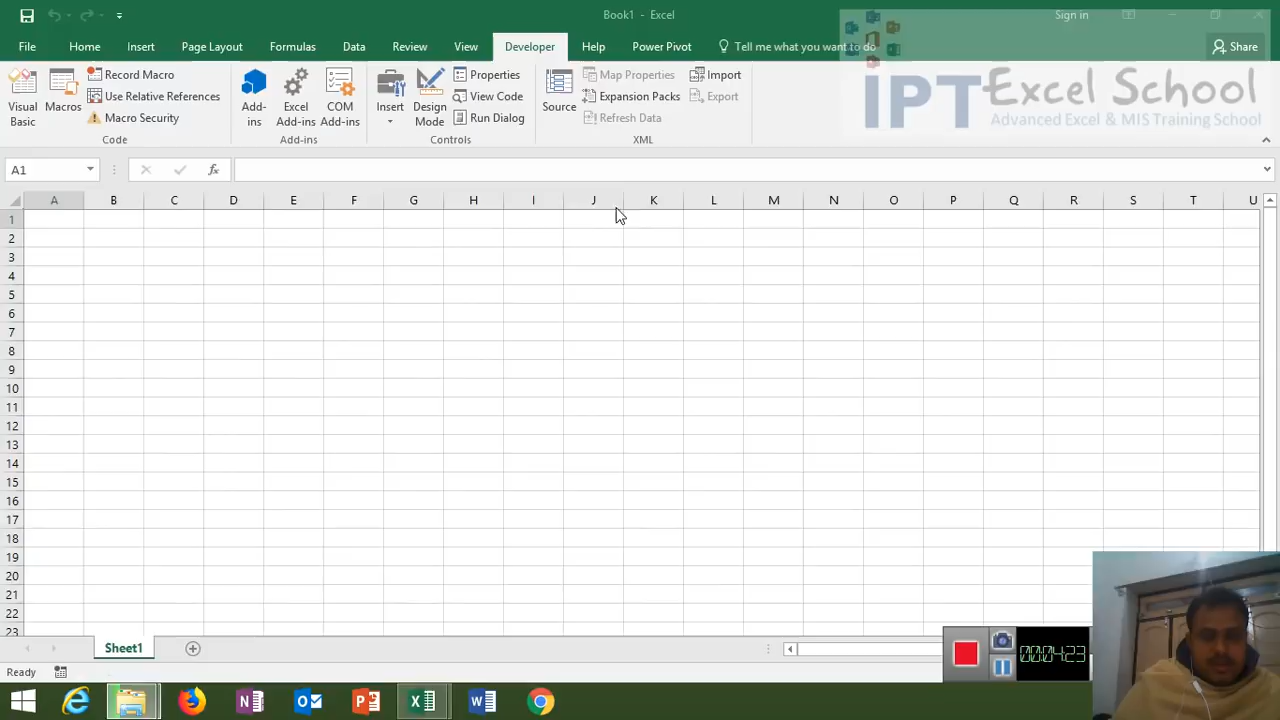 Book1 - Excel
Sign in
File
Home
Insert
Page Layout
Formulas
Data
Review
View
Developer
Help
Power Pivot
Tell me what you want to do
Share
IPT Excel School
Advanced Excel & MIS Training School
Visual Basic
Macros
Record Macro
Use Relative References
Macro Security
Code
Add-ins
Excel Add-ins
COM Add-ins
Add-ins
Insert
Design Mode
Properties
View Code
Run Dialog
Controls
Source
Map Properties
Expansion Packs
Refresh Data
Import
Export
XML
A1
fx
A B C D E F G H I J K L M N O P Q R S T U
1
2
3
4
5
6
7
8
9
10
11
12
13
14
15
16
17
18
19
20
21
22
23
Sheet1
00:04:23
Ready